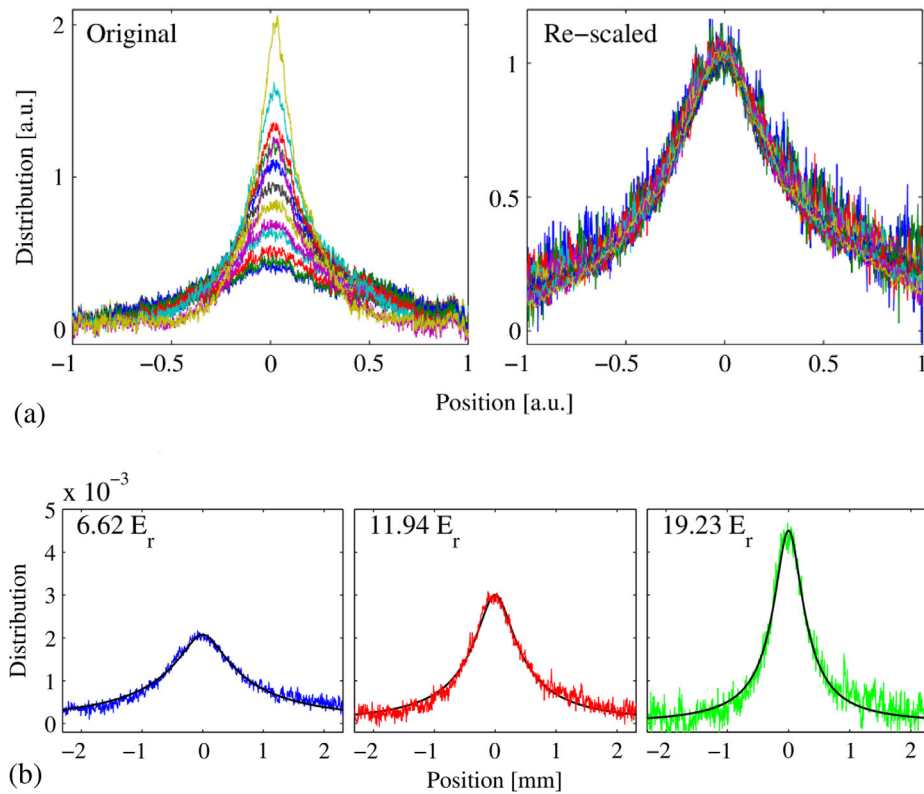 Original
Re-scaled
Distribution [a.u.]
2
1
0
1
0.5
0
−1 −0.5 0 0.5 1
−1 −0.5 0 0.5 1
Position [a.u.]
(a)
x 10⁻³
6.62 Eᵣ
11.94 Eᵣ
19.23 Eᵣ
Distribution
5
4
3
2
1
0
−2 −1 0 1 2
−2 −1 0 1 2
−2 −1 0 1 2
Position [mm]
(b)